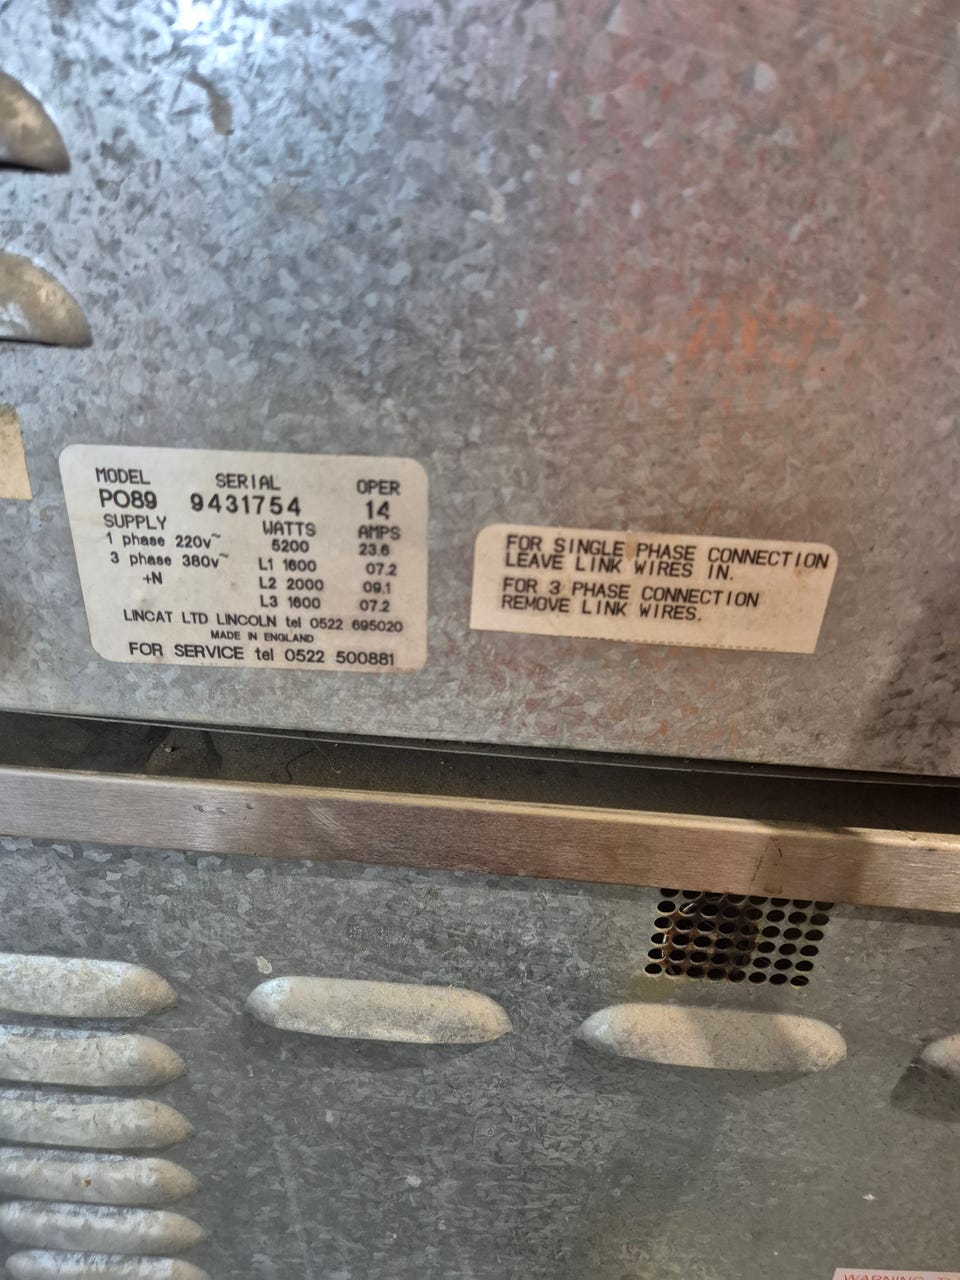 MODEL SERIAL OPER
PO89 9431754 14
SUPPLY WATTS AMPS
1 phase 220v~ 5200 23.6
3 phase 380v~ L1 1600 07.2
+N L2 2000 09.1
L3 1600 07.2
LINCAT LTD LINCOLN tel 0522 695020
MADE IN ENGLAND
FOR SERVICE tel 0522 500881
FOR SINGLE PHASE CONNECTION
LEAVE LINK WIRES IN.
FOR 3 PHASE CONNECTION
REMOVE LINK WIRES.
WARNING